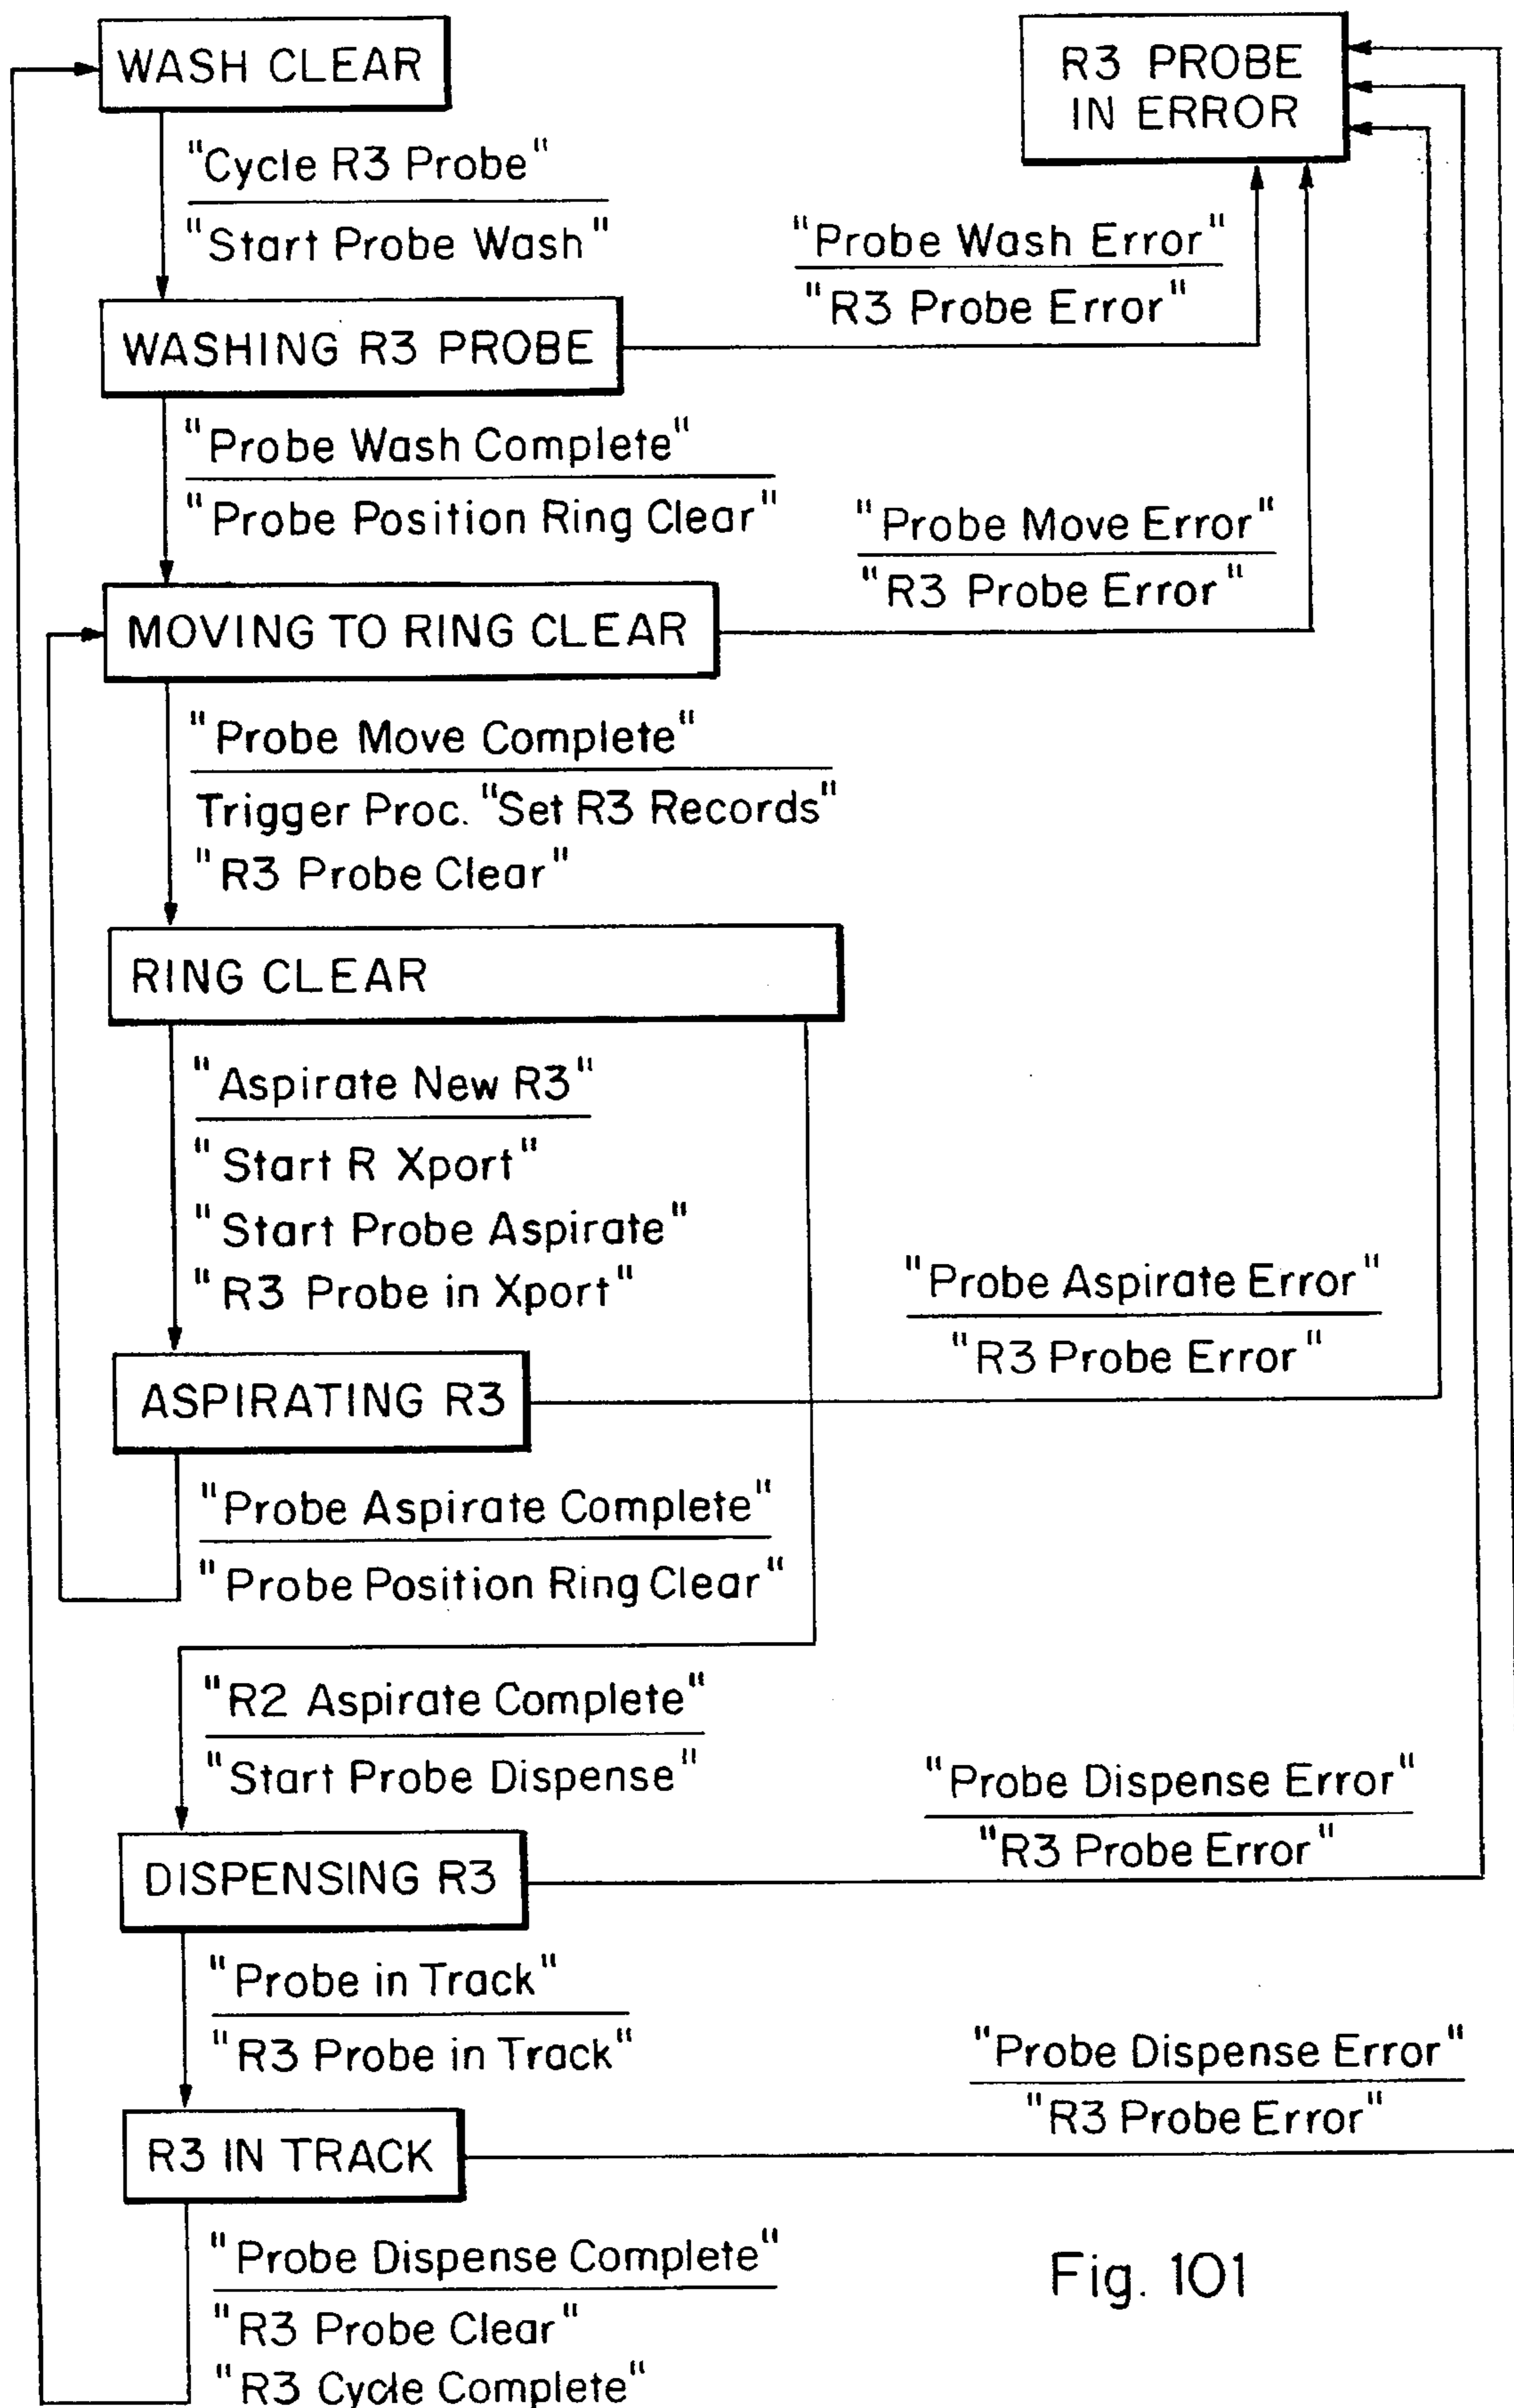 WASH CLEAR
R3 PROBE
IN ERROR
"Cycle R3 Probe"
"Start Probe Wash"
"Probe Wash Error"
"R3 Probe Error"
WASHING R3 PROBE
"Probe Wash Complete"
"Probe Position Ring Clear"
"Probe Move Error"
"R3 Probe Error"
MOVING TO RING CLEAR
"Probe Move Complete"
Trigger Proc. "Set R3 Records"
"R3 Probe Clear"
RING CLEAR
"Aspirate New R3"
"Start R Xport"
"Start Probe Aspirate"
"R3 Probe in Xport"
"Probe Aspirate Error"
"R3 Probe Error"
ASPIRATING R3
"Probe Aspirate Complete"
"Probe Position Ring Clear"
"R2 Aspirate Complete"
"Start Probe Dispense"
"Probe Dispense Error"
"R3 Probe Error"
DISPENSING R3
"Probe in Track"
"R3 Probe in Track"
"Probe Dispense Error"
"R3 Probe Error"
R3 IN TRACK
"Probe Dispense Complete"
"R3 Probe Clear"
"R3 Cycle Complete"
Fig. 101